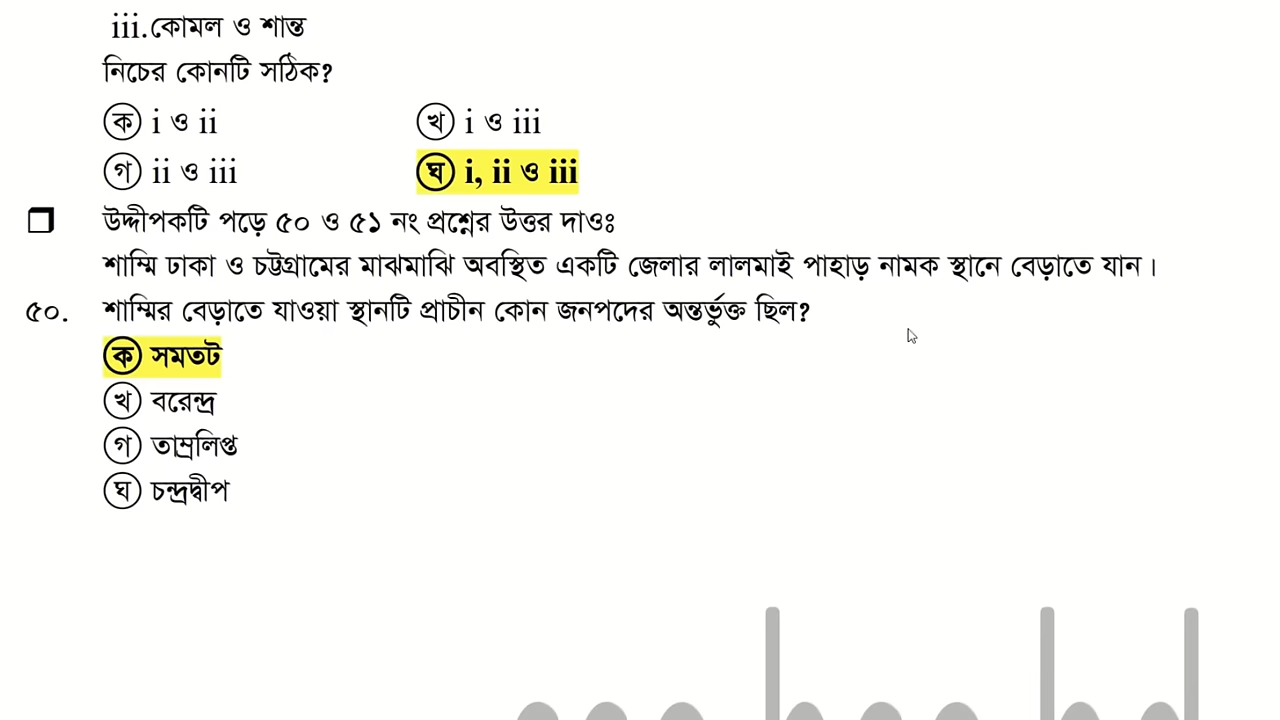 iii.কোমল ও শান্ত
নিচের কোনটি সঠিক?
ক i ও ii খ i ও iii
গ ii ও iii ঘ i, ii ও iii
উদ্দীপকটি পড়ে ৫০ ও ৫১ নং প্রশ্নের উত্তর দাওঃ
শাম্মি ঢাকা ও চট্টগ্রামের মাঝমাঝি অবস্থিত একটি জেলার লালমাই পাহাড় নামক স্থানে বেড়াতে যান।
৫০. শাম্মির বেড়াতে যাওয়া স্থানটি প্রাচীন কোন জনপদের অন্তর্ভুক্ত ছিল?
ক সমতট
খ বরেন্দ্র
গ তাম্রলিপ্ত
ঘ চন্দ্রদ্বীপ